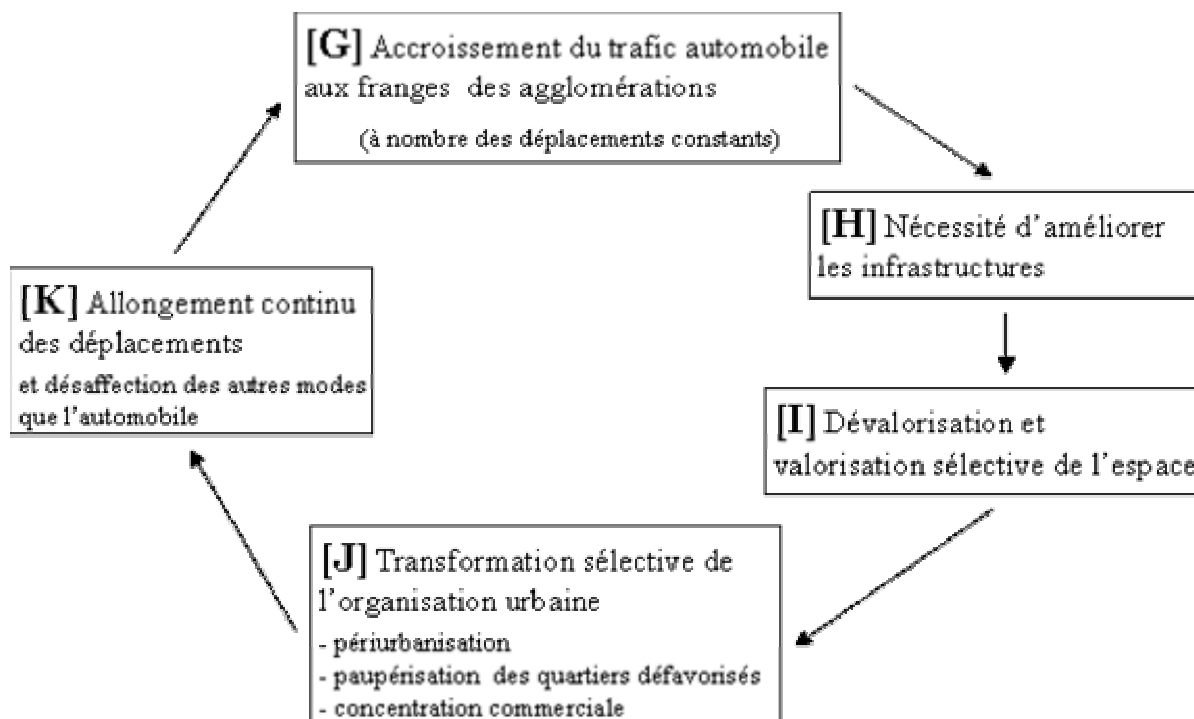 [G] Accroissement du trafic automobile
aux franges des agglomérations
(à nombre des déplacements constants)
[H] Nécessité d'améliorer
les infrastructures
[I] Dévalorisation et
valorisation sélective de l'espace
[J] Transformation sélective de
l'organisation urbaine
- périurbanisation
- paupérisation des quartiers défavorisés
- concentration commerciale
[K] Allongement continu
des déplacements
et désaffection des autres modes
que l'automobile